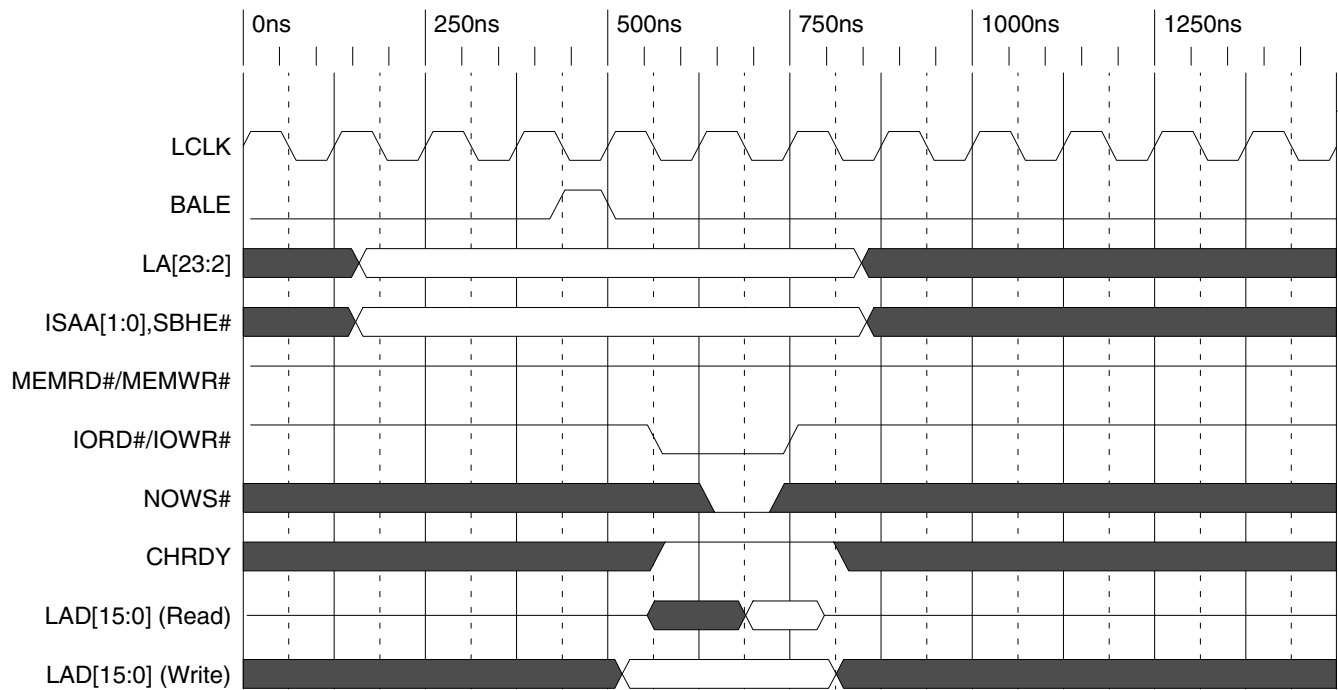 0ns 250ns 500ns 750ns 1000ns 1250ns
LCLK
BALE
LA[23:2]
ISAA[1:0],SBHE#
MEMRD#/MEMWR#
IORD#/IOWR#
NOWS#
CHRDY
LAD[15:0] (Read)
LAD[15:0] (Write)